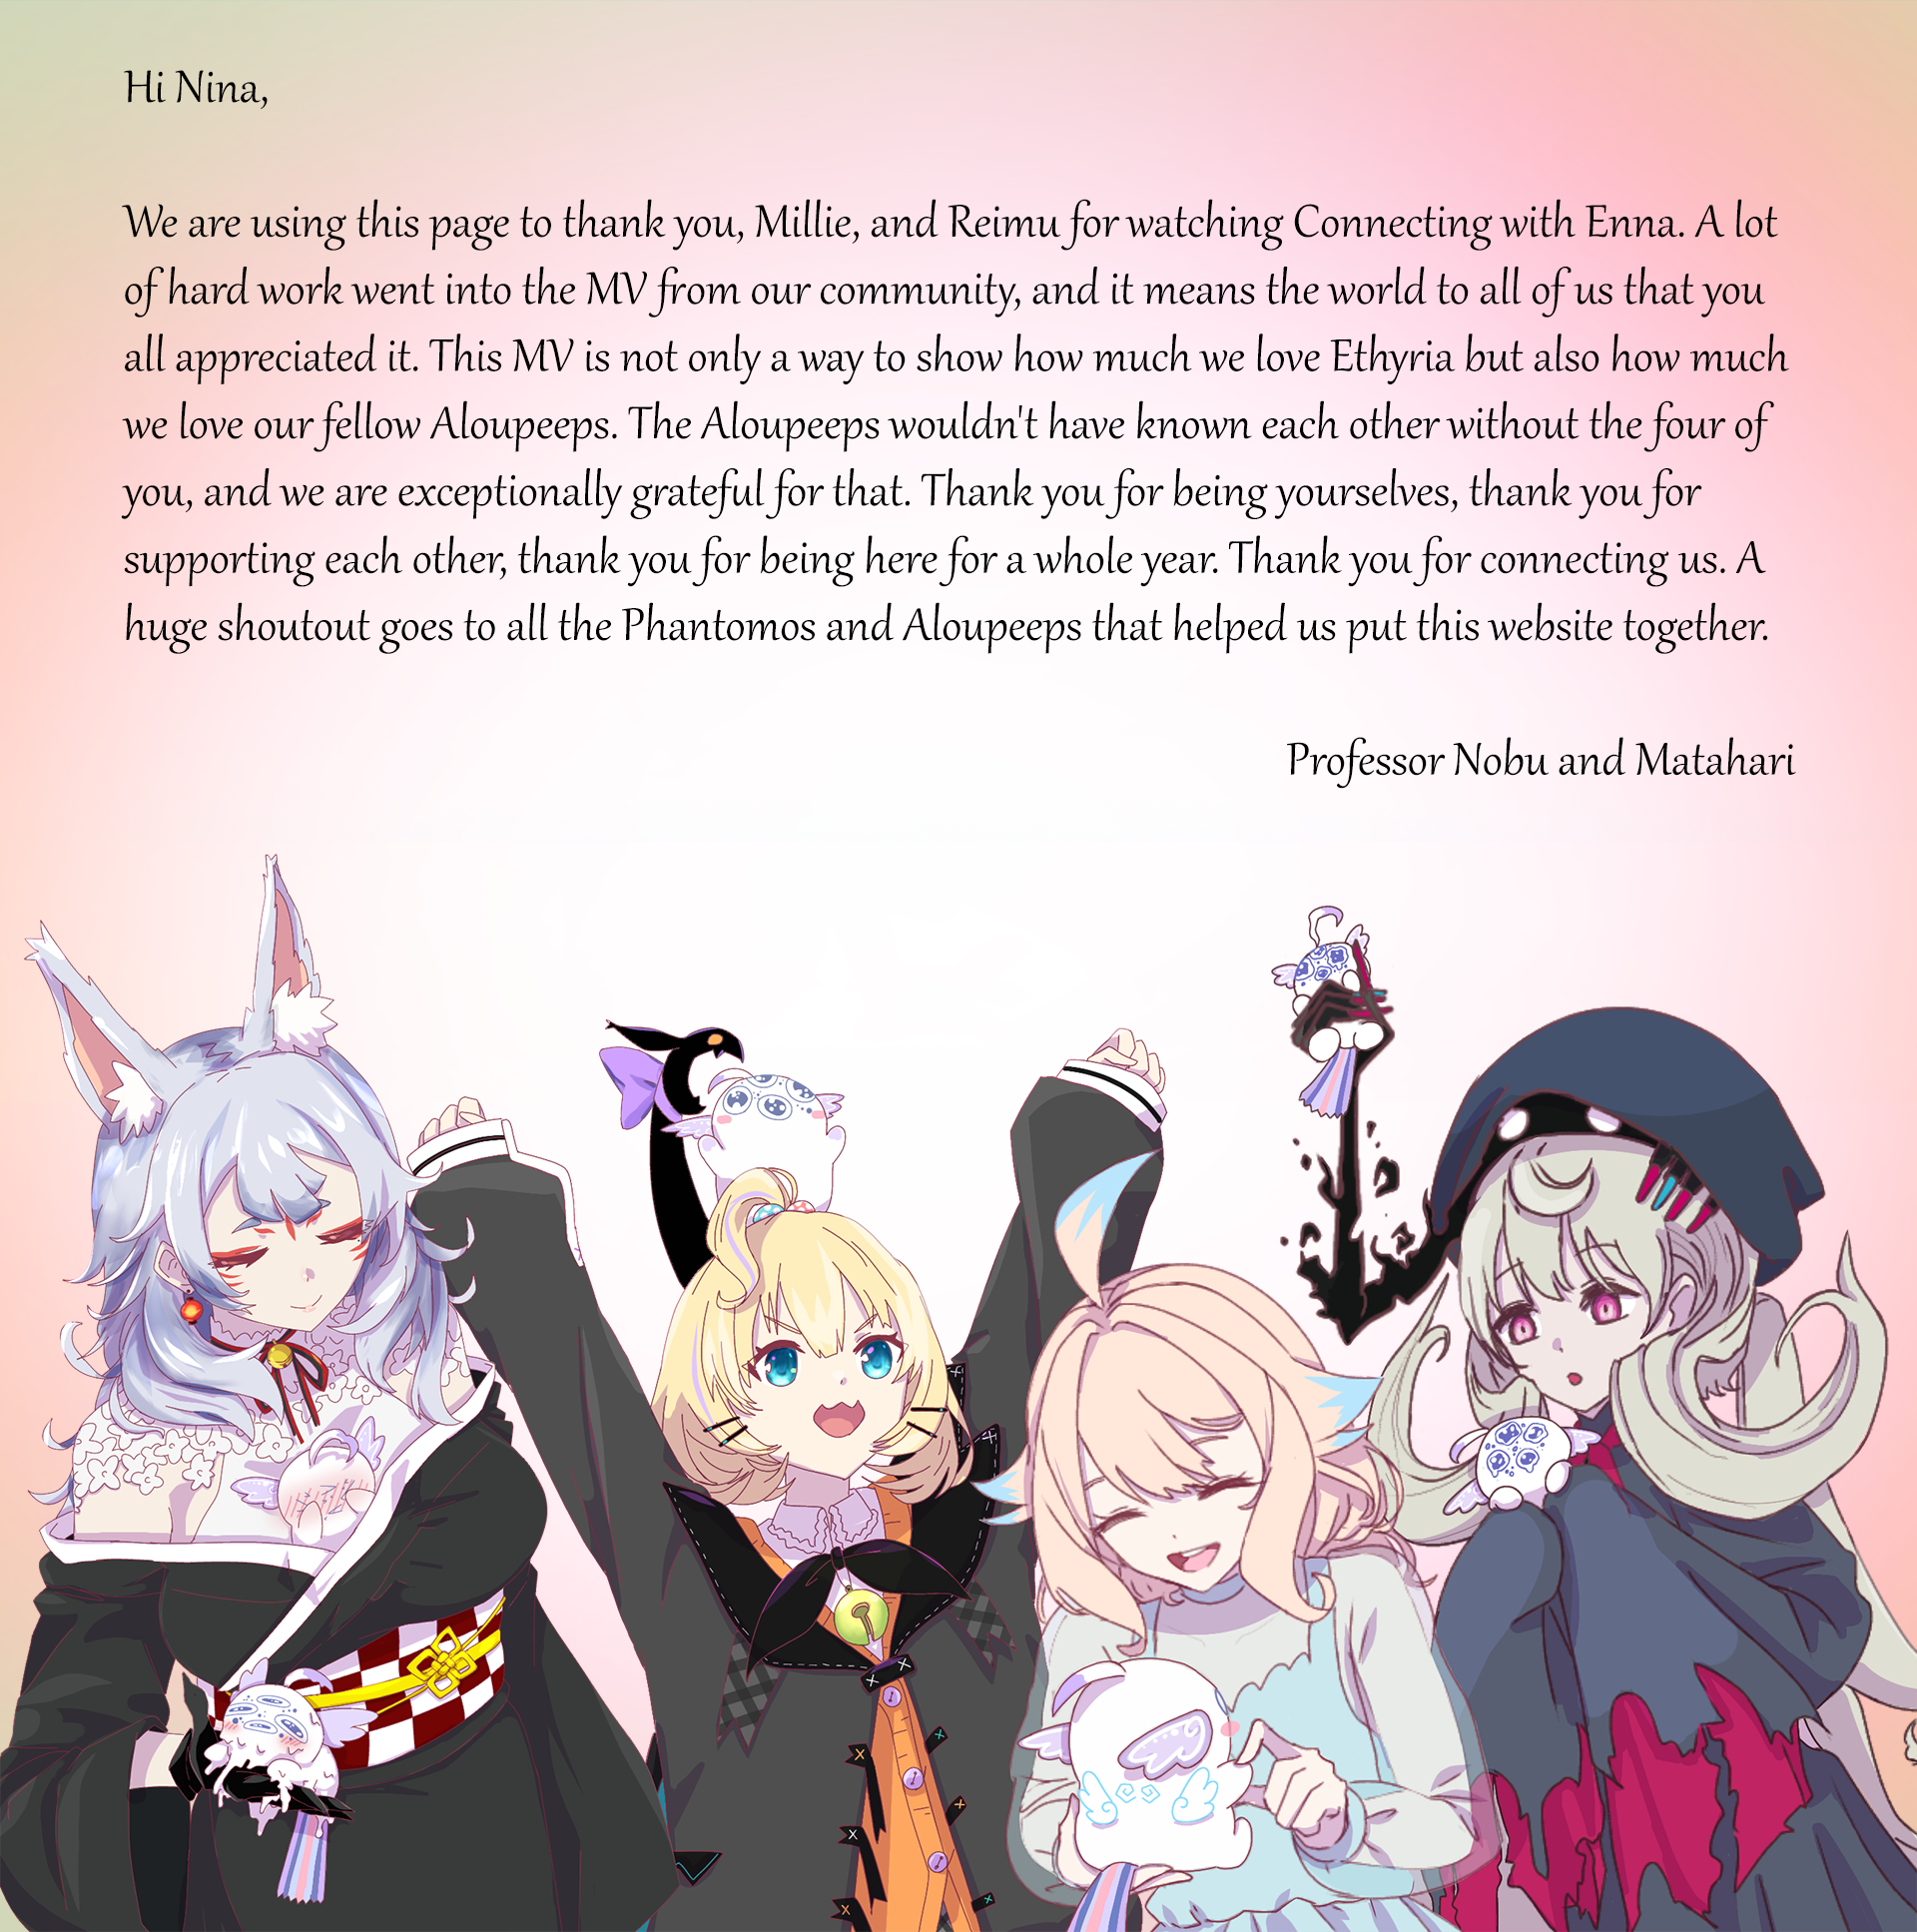 Hi Nina,
We are using this page to thank you, Millie, and Reimu for watching Connecting with Enna. A lot
of hard work went into the MV from our community, and it means the world to all of us that you
all appreciated it. This MV is not only a way to show how much we love Ethyria but also how much
we love our fellow Aloupeeps. The Aloupeeps wouldn't have known each other without the four of
you, and we are exceptionally grateful for that. Thank you for being yourselves, thank you for
supporting each other, thank you for being here for a whole year. Thank you for connecting us. A
huge shoutout goes to all the Phantomos and Aloupeeps that helped us put this website together.
Professor Nobu and Matahari